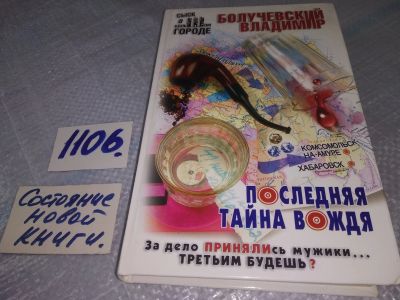 СЫСК
В
ГОРОДЕ
БОЛУЧЕВСКИЙ
ВЛАДИМИР
КОМСОМОЛЬСК
НА-АМУРЕ
ХАБАРОВСК
ПОСЛЕДНЯЯ
ТАЙНА ВОЖДЯ
За дело ПРИНЯЛИсь мужики...
ТРЕТЬИМ БУДЕШЬ?
1106.
Состояние
новой
книги.